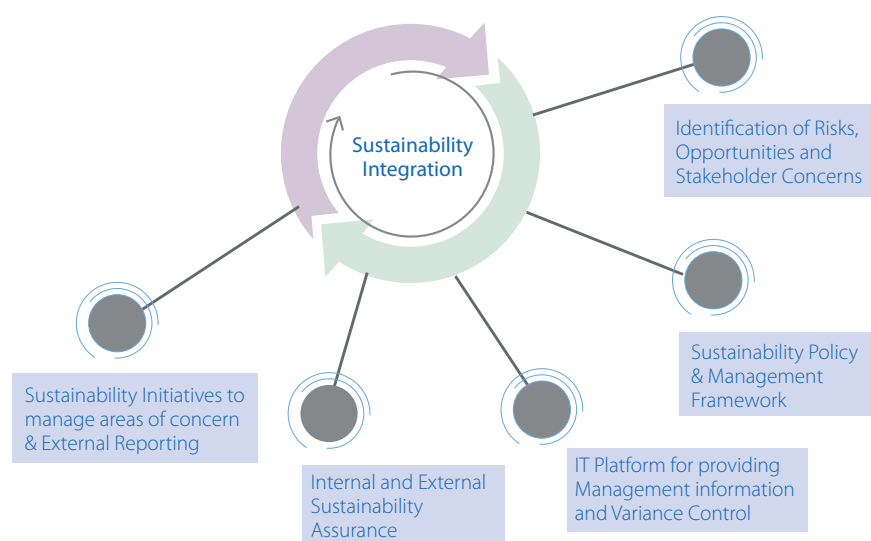 Sustainability
Integration
Identification of Risks,
Opportunities and
Stakeholder Concerns
Sustainability Policy
& Management
Framework
IT Platform for providing
Management information
and Variance Control
Internal and External
Sustainability
Assurance
Sustainability Initiatives to
manage areas of concern
& External Reporting